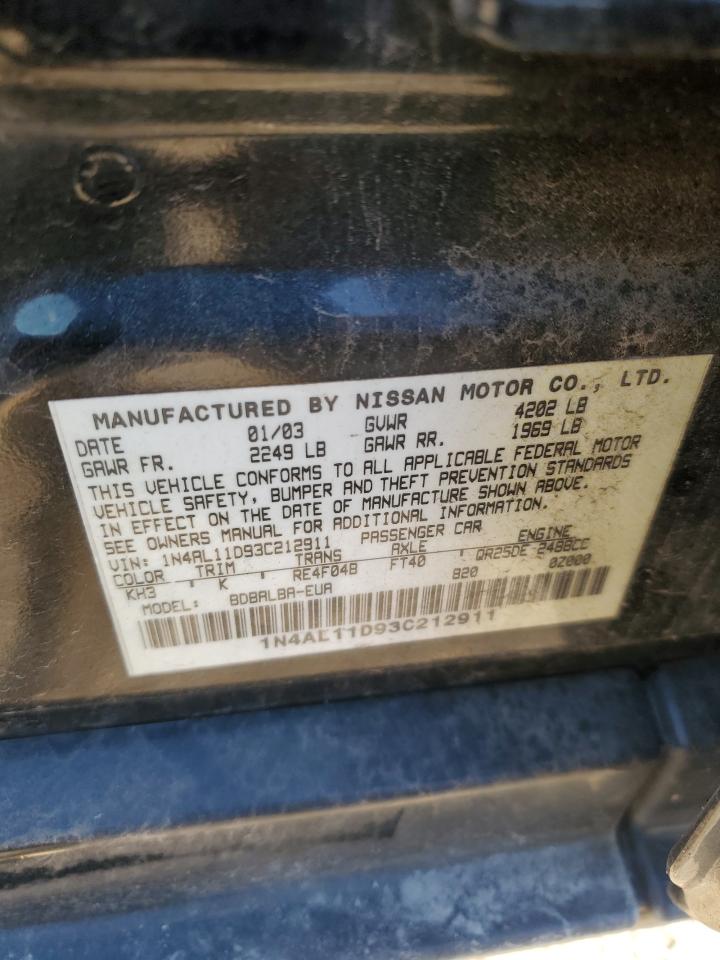 MANUFACTURED BY NISSAN MOTOR CO., LTD.
DATE 01/03 GVWR 4202 LB
GAWR FR. 2249 LB GAWR RR. 1969 LB
THIS VEHICLE CONFORMS TO ALL APPLICABLE FEDERAL MOTOR
VEHICLE SAFETY, BUMPER AND THEFT PREVENTION STANDARDS
IN EFFECT ON THE DATE OF MANUFACTURE SHOWN ABOVE.
SEE OWNERS MANUAL FOR ADDITIONAL INFORMATION.
VIN: 1N4AL11D93C212911 PASSENGER CAR
COLOR TRIM TRANS AXLE ENGINE
KH3 K RE4F04B FT40 QR25DE 2488CC
MODEL: BDBALBA-EUA B20 0Z000
1N4AL11D93C212911